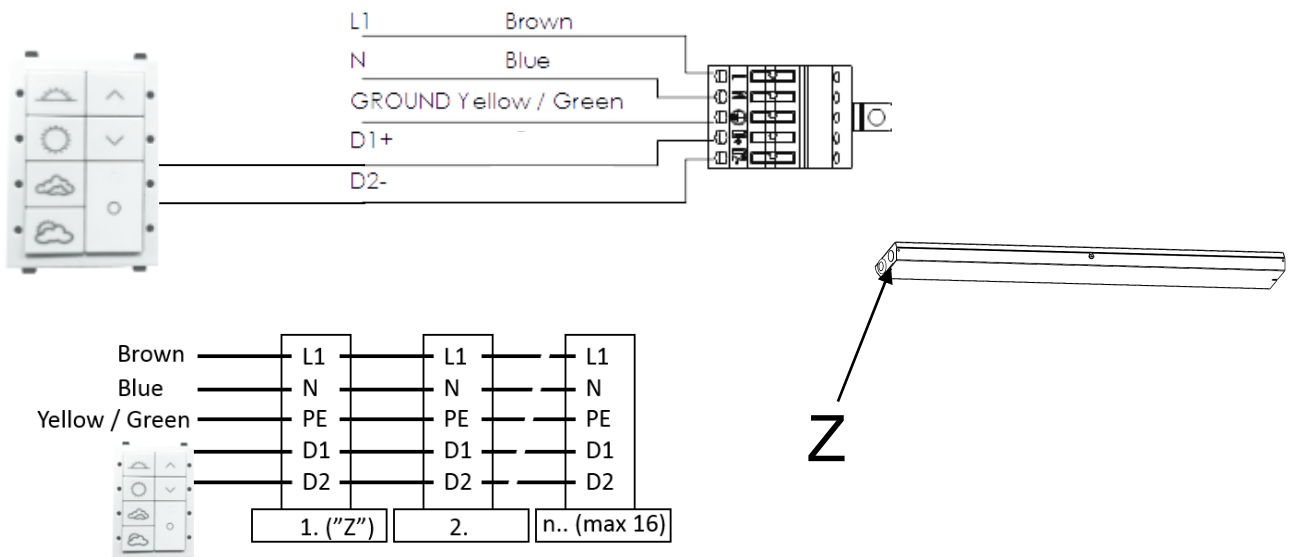 L1 Brown
N Blue
GROUND Yellow / Green
D1+
D2-
L
N
Z
Brown L1 L1 L1
Blue N N N
Yellow / Green PE PE PE
D1 D1 D1
D2 D2 D2
1. (”Z”) 2. n.. (max 16)